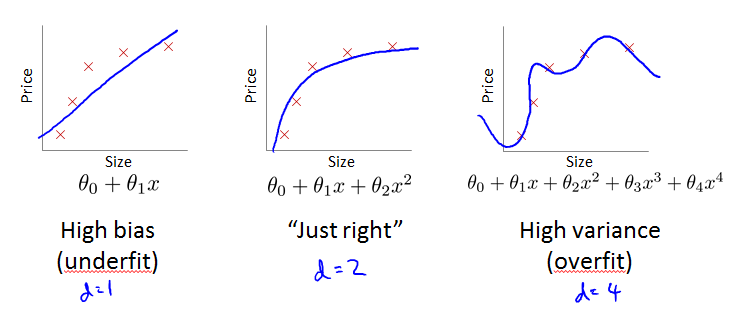 Price
Size
θ₀ + θ₁x
High bias
(underfit)
d=1
Price
Size
θ₀ + θ₁x + θ₂x²
“Just right”
d=2
Price
Size
θ₀ + θ₁x + θ₂x² + θ₃x³ + θ₄x⁴
High variance
(overfit)
d=4